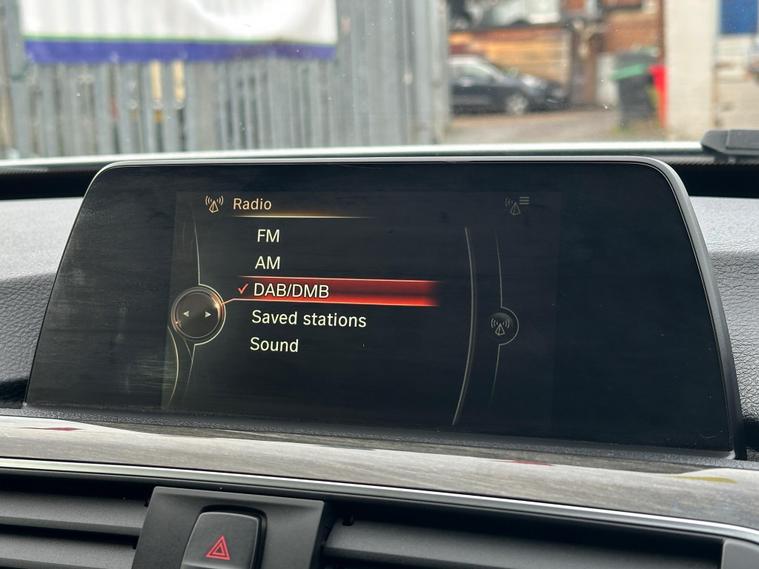 Radio
FM
AM
✓ DAB/DMB
Saved stations
Sound